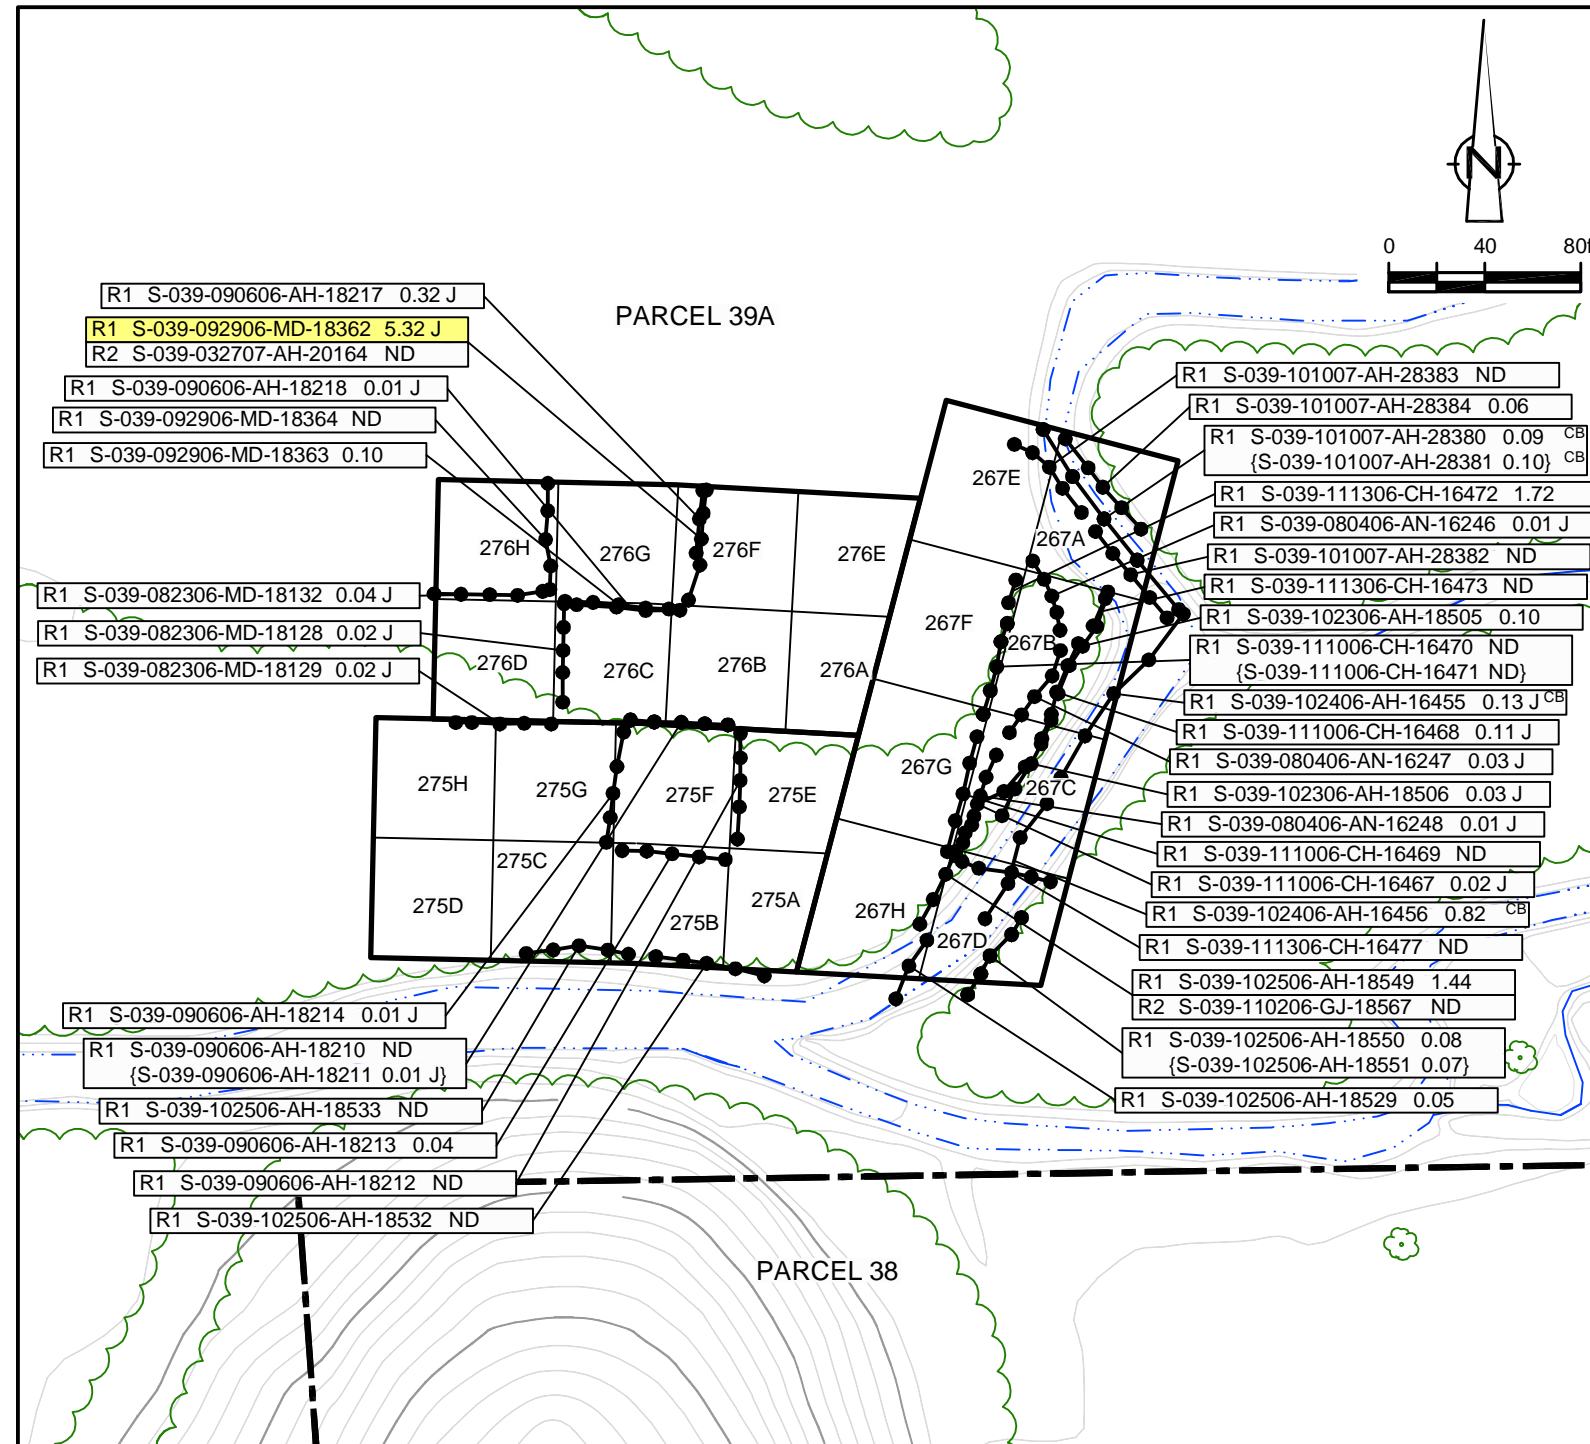 N
0 40 80f
PARCEL 39A
R1 S-039-090606-AH-18217 0.32 J
R1 S-039-092906-MD-18362 5.32 J
R2 S-039-032707-AH-20164 ND
R1 S-039-090606-AH-18218 0.01 J
R1 S-039-092906-MD-18364 ND
R1 S-039-092906-MD-18363 0.10
R1 S-039-082306-MD-18132 0.04 J
R1 S-039-082306-MD-18128 0.02 J
R1 S-039-082306-MD-18129 0.02 J
276H
276G
276F
276E
276D
276C
276B
276A
275H
275G
275F
275E
275D
275C
275B
275A
267E
267A
267F
267B
267G
267C
267H
267D
R1 S-039-101007-AH-28383 ND
R1 S-039-101007-AH-28384 0.06
R1 S-039-101007-AH-28380 0.09 CB
{S-039-101007-AH-28381 0.10} CB
R1 S-039-111306-CH-16472 1.72
R1 S-039-080406-AN-16246 0.01 J
R1 S-039-101007-AH-28382 ND
R1 S-039-111306-CH-16473 ND
R1 S-039-102306-AH-18505 0.10
R1 S-039-111006-CH-16470 ND
{S-039-111006-CH-16471 ND}
R1 S-039-102406-AH-16455 0.13 J CB
R1 S-039-111006-CH-16468 0.11 J
R1 S-039-080406-AN-16247 0.03 J
R1 S-039-102306-AH-18506 0.03 J
R1 S-039-080406-AN-16248 0.01 J
R1 S-039-111006-CH-16469 ND
R1 S-039-111006-CH-16467 0.02 J
R1 S-039-102406-AH-16456 0.82 CB
R1 S-039-111306-CH-16477 ND
R1 S-039-102506-AH-18549 1.44
R2 S-039-110206-GJ-18567 ND
R1 S-039-102506-AH-18550 0.08
{S-039-102506-AH-18551 0.07}
R1 S-039-102506-AH-18529 0.05
R1 S-039-090606-AH-18214 0.01 J
R1 S-039-090606-AH-18210 ND
{S-039-090606-AH-18211 0.01 J}
R1 S-039-102506-AH-18533 ND
R1 S-039-090606-AH-18213 0.04
R1 S-039-090606-AH-18212 ND
R1 S-039-102506-AH-18532 ND
PARCEL 38